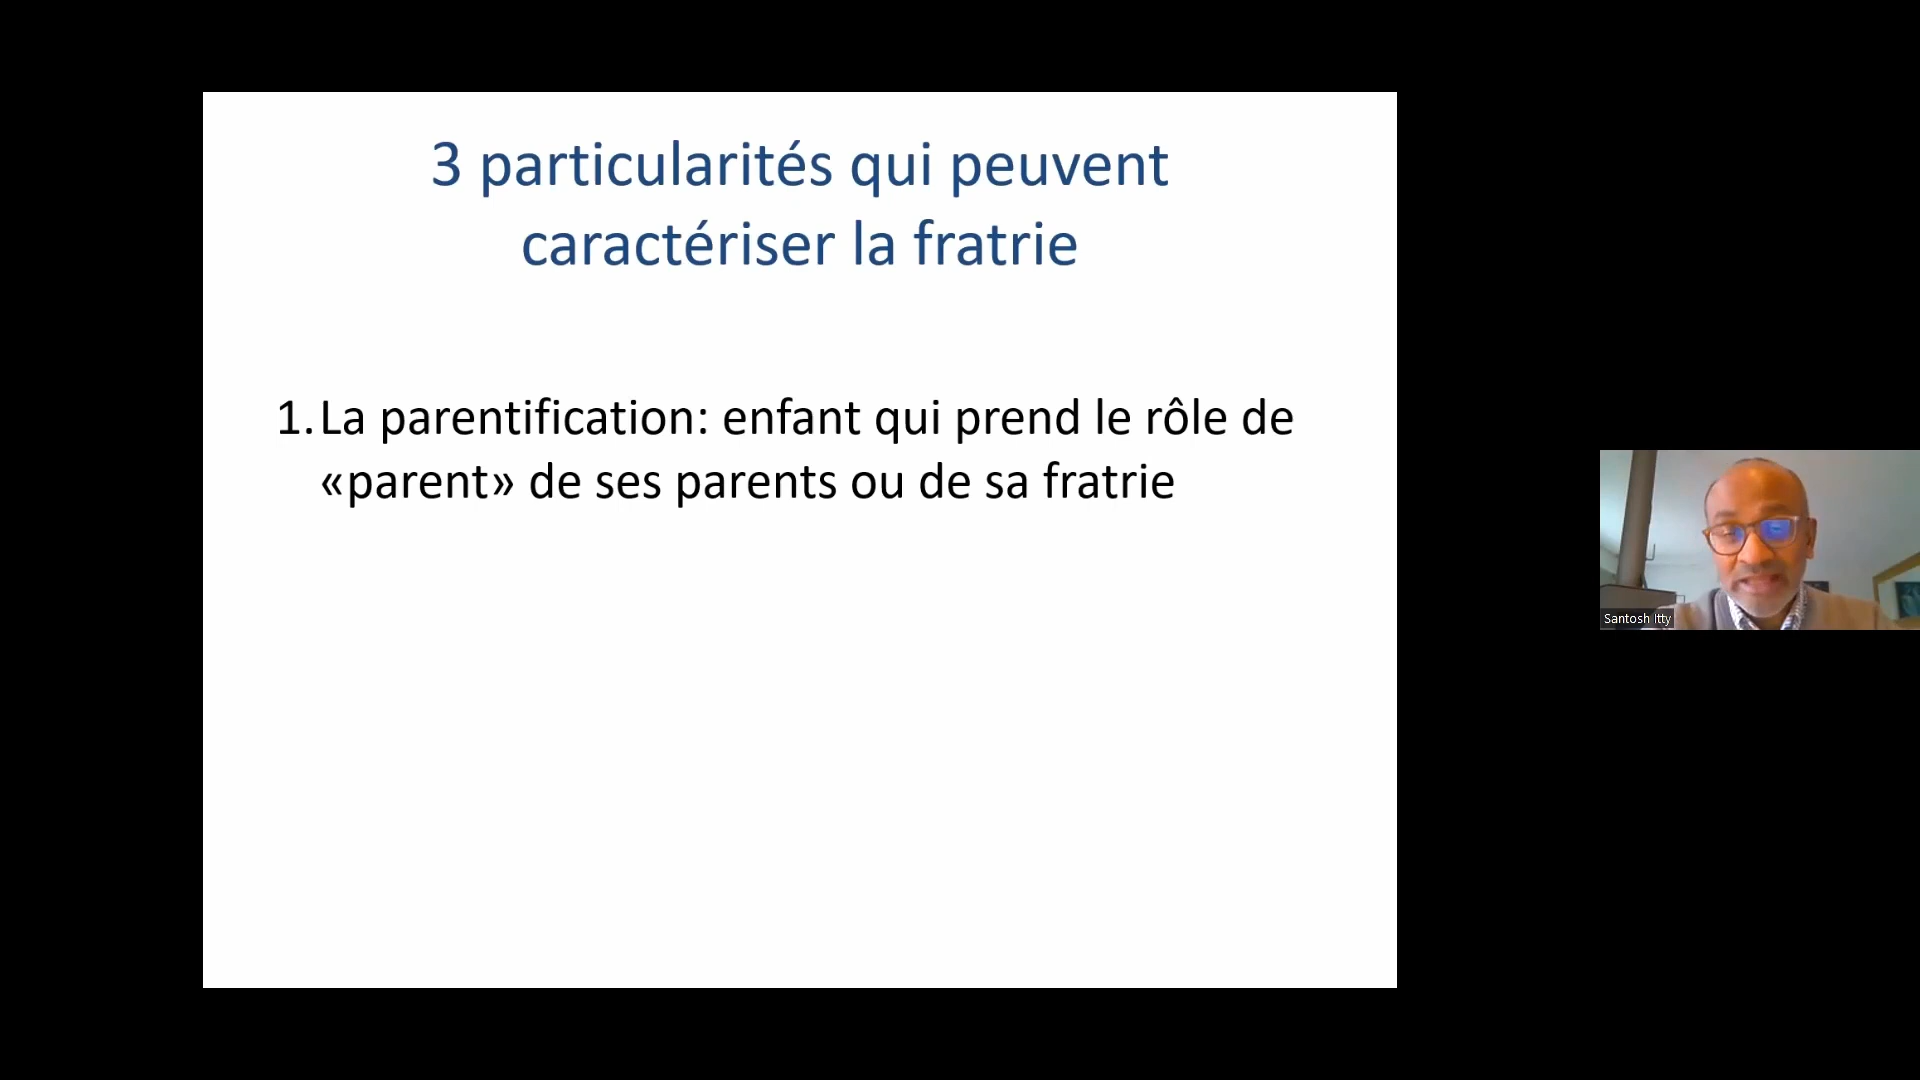 3 particularités qui peuvent
caractériser la fratrie
1. La parentification: enfant qui prend le rôle de
«parent» de ses parents ou de sa fratrie
Santosh Itty